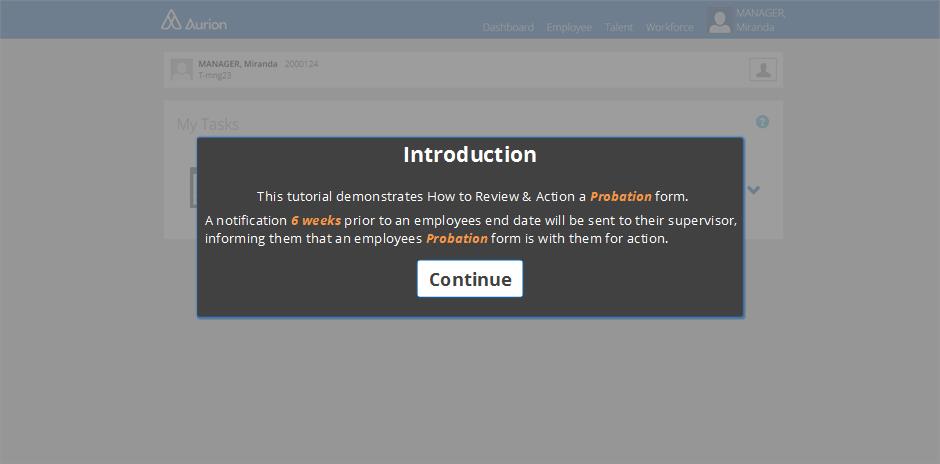 Aurion
Dashboard Employee Talent Workforce
MANAGER,
Miranda
MANAGER, Miranda 2000124
T-mng23
My Tasks
?
Introduction
This tutorial demonstrates How to Review & Action a Probation form.
A notification 6 weeks prior to an employees end date will be sent to their supervisor,
informing them that an employees Probation form is with them for action.
Continue